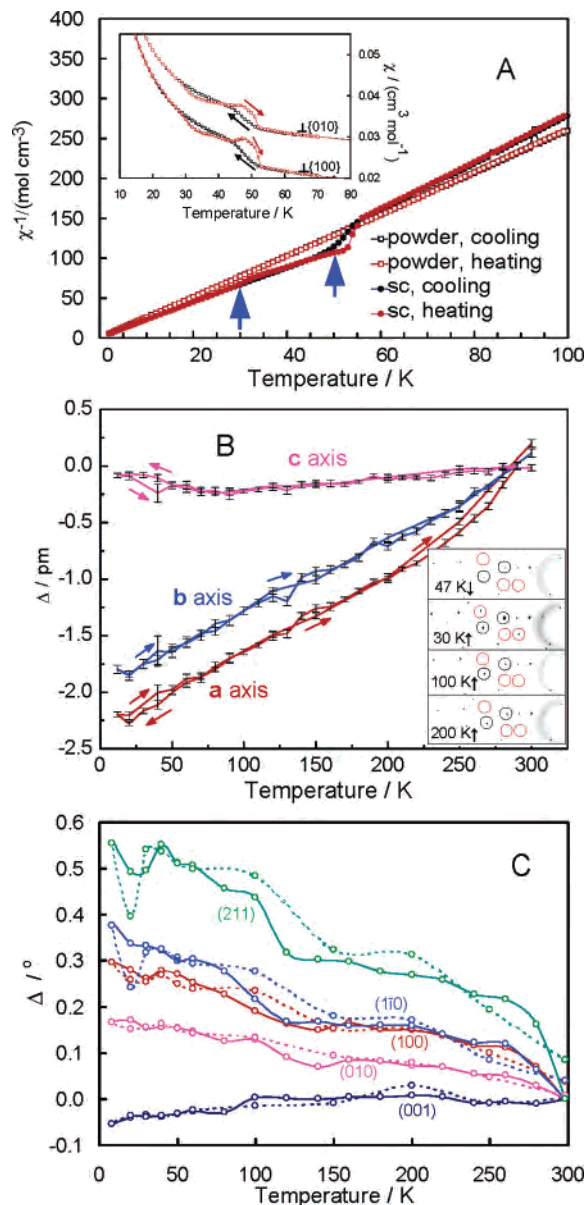 400
350
300
250
200
150
100
50
0
χ⁻¹/(mol cm⁻³)
A
0.05
0.04
0.03
0.02
χ / (cm³ mol⁻¹)
⊥{010}
⊥{100}
10 20 30 40 50 60 70 80
Temperature / K
powder, cooling
powder, heating
sc, cooling
sc, heating
0 20 40 60 80 100
Temperature / K
0.5
0.0
-0.5
-1.0
-1.5
-2.0
-2.5
Δ / pm
B
c axis
b axis
a axis
47 K↓
30 K↑
100 K↑
200 K↑
0 50 100 150 200 250 300
Temperature / K
0.6
0.5
0.4
0.3
0.2
0.1
0.0
-0.1
Δ / °
C
(211)
(11̄0)
(100)
(010)
(001)
0 50 100 150 200 250 300
Temperature / K